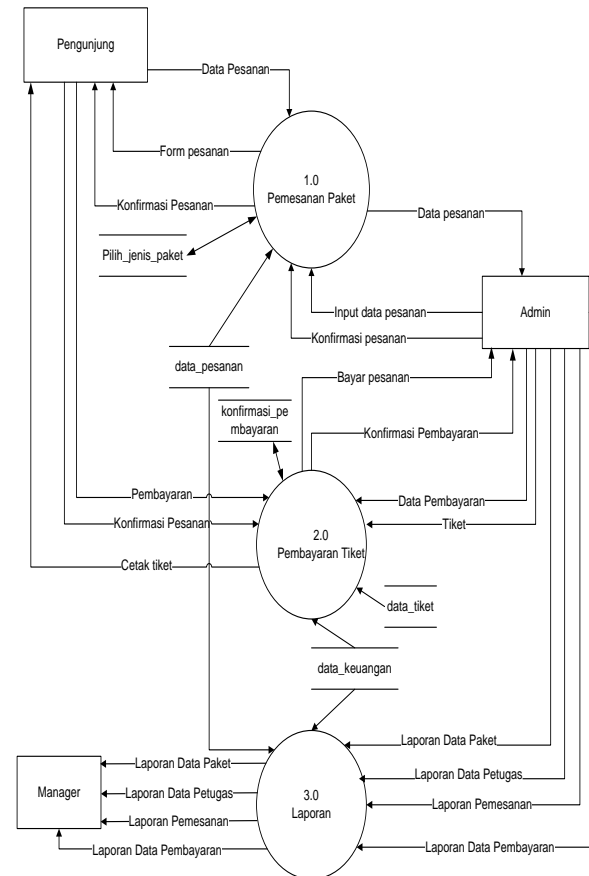 Pengunjung
Data Pesanan
Form pesanan
1.0
Pemesanan Paket
Konfirmasi Pesanan
Data pesanan
Pilih_jenis_paket
Input data pesanan
Admin
Konfirmasi pesanan
data_pesanan
Bayar pesanan
konfirmasi_pe
mbayaran
Konfirmasi Pembayaran
Pembayaran
Data Pembayaran
Konfirmasi Pesanan
Tiket
2.0
Pembayaran Tiket
Cetak tiket
data_tiket
data_keuangan
Laporan Data Paket
Laporan Data Paket
Laporan Data Petugas
Manager
Laporan Data Petugas
3.0
Laporan
Laporan Pemesanan
Laporan Pemesanan
Laporan Data Pembayaran
Laporan Data Pembayaran